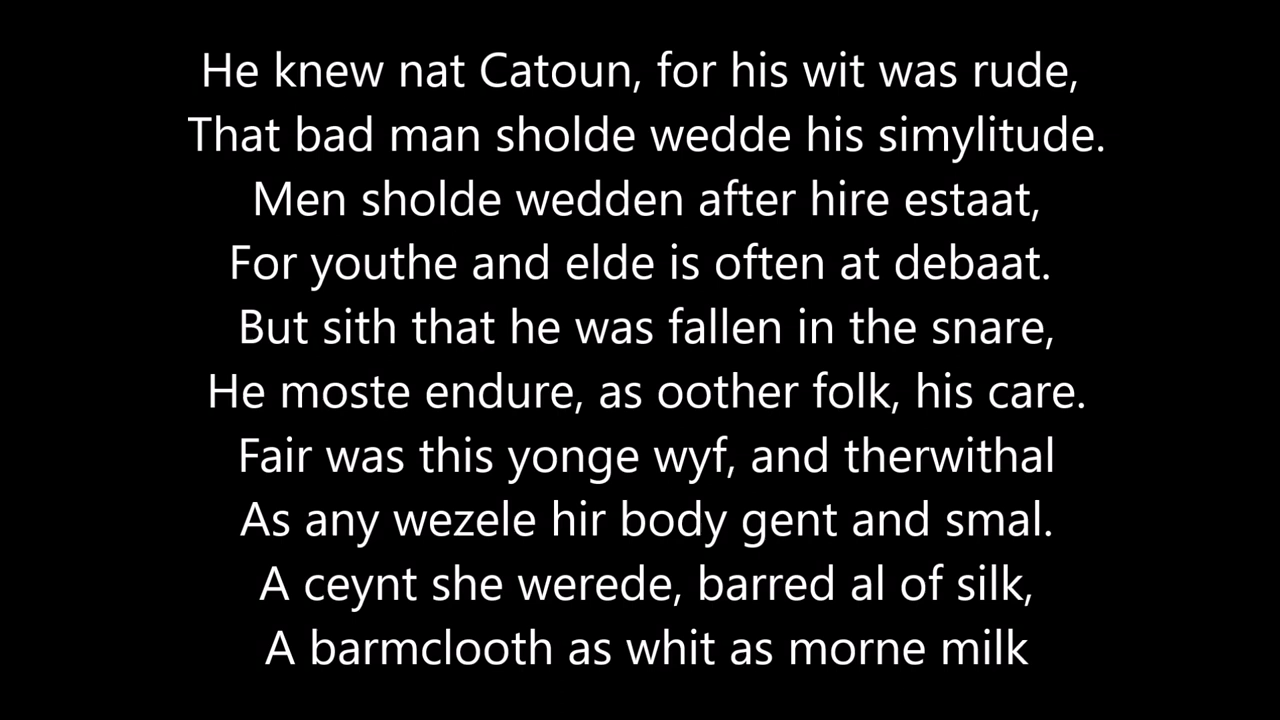 He knew nat Catoun, for his wit was rude,
That bad man sholde wedde his simylitude.
Men sholde wedden after hire estaat,
For youthe and elde is often at debaat.
But sith that he was fallen in the snare,
He moste endure, as oother folk, his care.
Fair was this yonge wyf, and therwithal
As any wezele hir body gent and smal.
A ceynt she werede, barred al of silk,
A barmclooth as whit as morne milk